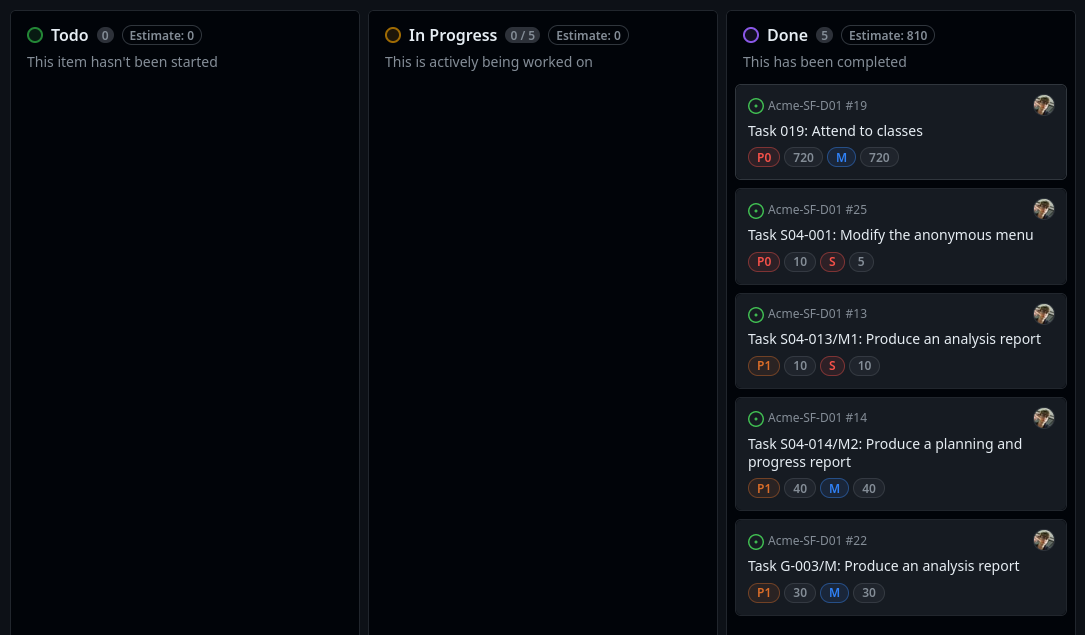 Todo 0 Estimate: 0
This item hasn't been started
In Progress 0 / 5 Estimate: 0
This is actively being worked on
Done 5 Estimate: 810
This has been completed
Acme-SF-D01 #19
Task 019: Attend to classes
P0 720 M 720
Acme-SF-D01 #25
Task S04-001: Modify the anonymous menu
P0 10 S 5
Acme-SF-D01 #13
Task S04-013/M1: Produce an analysis report
P1 10 S 10
Acme-SF-D01 #14
Task S04-014/M2: Produce a planning and
progress report
P1 40 M 40
Acme-SF-D01 #22
Task G-003/M: Produce an analysis report
P1 30 M 30